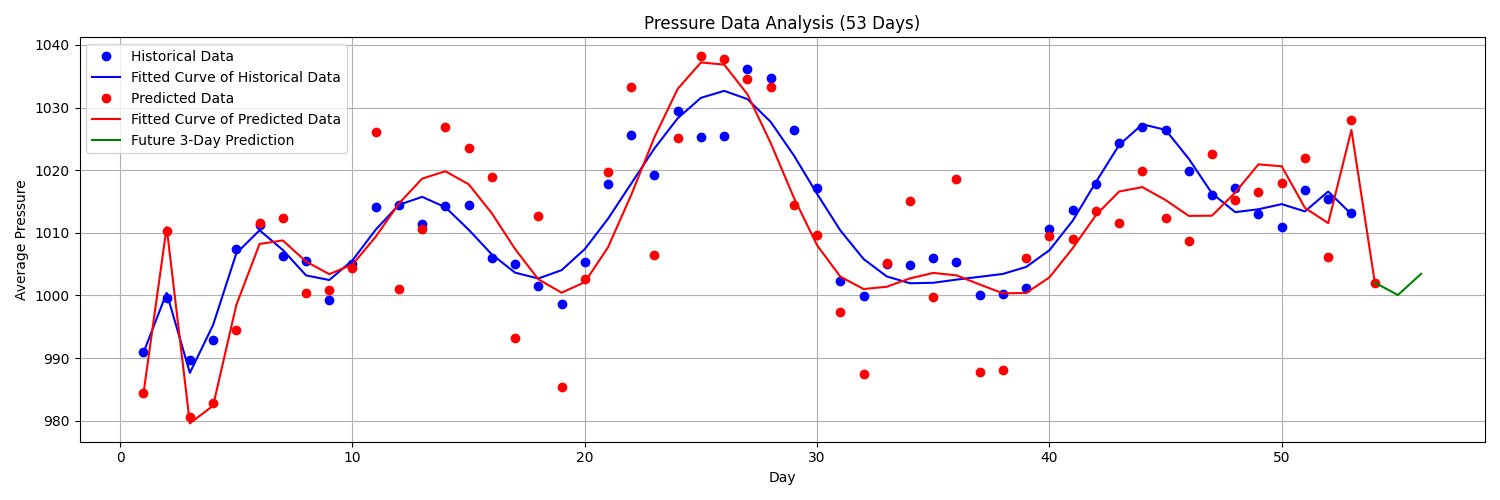 Pressure Data Analysis (53 Days)
Historical Data
Fitted Curve of Historical Data
Predicted Data
Fitted Curve of Predicted Data
Future 3-Day Prediction
Average Pressure
1040
1030
1020
1010
1000
990
980
0 10 20 30 40 50
Day